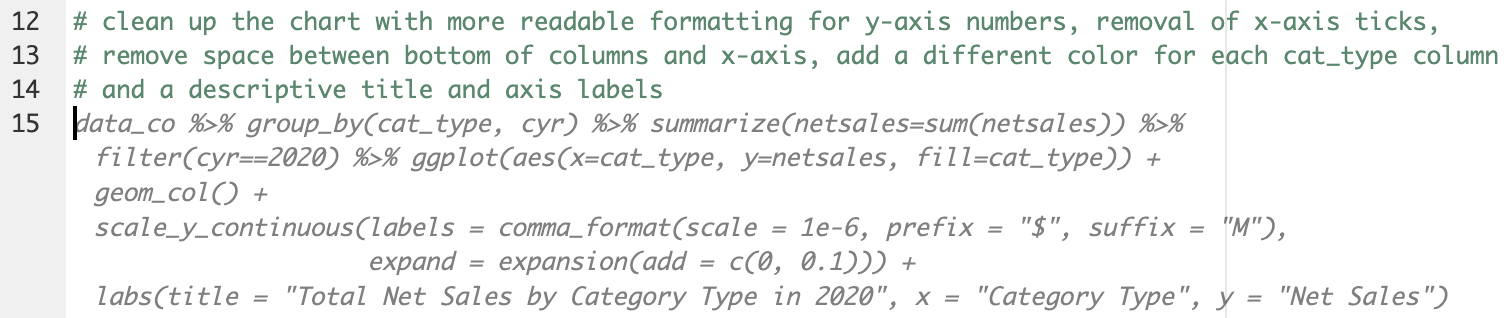 12 # clean up the chart with more readable formatting for y-axis numbers, removal of x-axis ticks,
13 # remove space between bottom of columns and x-axis, add a different color for each cat_type column
14 # and a descriptive title and axis labels
15 data_co %>% group_by(cat_type, cyr) %>% summarize(netsales=sum(netsales)) %>%
filter(cyr==2020) %>% ggplot(aes(x=cat_type, y=netsales, fill=cat_type)) +
geom_col() +
scale_y_continuous(labels = comma_format(scale = 1e-6, prefix = "$", suffix = "M"),
expand = expansion(add = c(0, 0.1))) +
labs(title = "Total Net Sales by Category Type in 2020", x = "Category Type", y = "Net Sales")